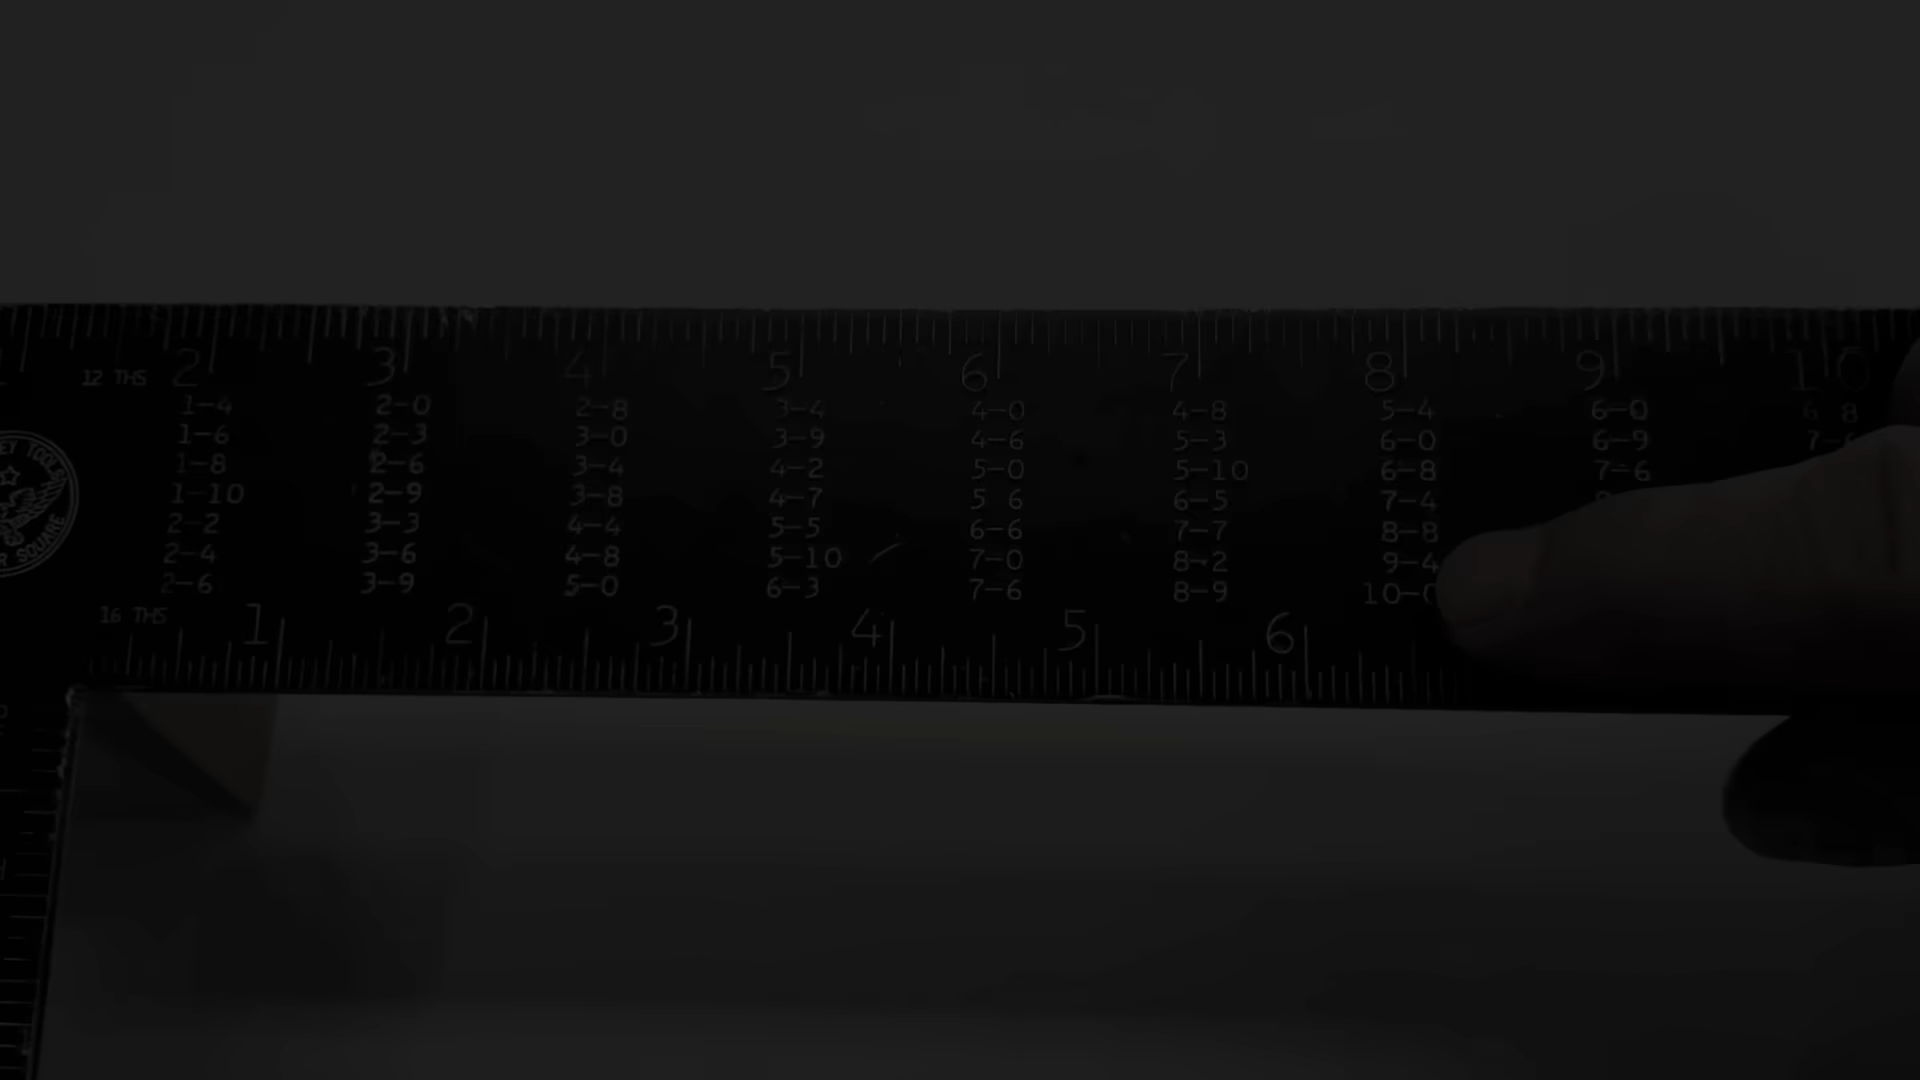 2 3 4 5 6 7 8 9 10
12 THS
1-4 2-0 2-8 3-4 4-0 4-8 5-4 6-0 6 8
1-6 2-3 3-0 3-9 4-6 5-3 6-0 6-9
1-8 2-6 3-4 4-2 5-0 5-10 6-8 7-6
1-10 2-9 3-8 4-7 5 6 6-5 7-4
2-2 3-3 4-4 5-5 6-6 7-7 8-8
2-4 3-6 4-8 5-10 7-0 8-2 9-4
2-6 3-9 5-0 6-3 7-6 8-9
16 THS
1 2 3 4 5 6
TOOLS
SQUARE